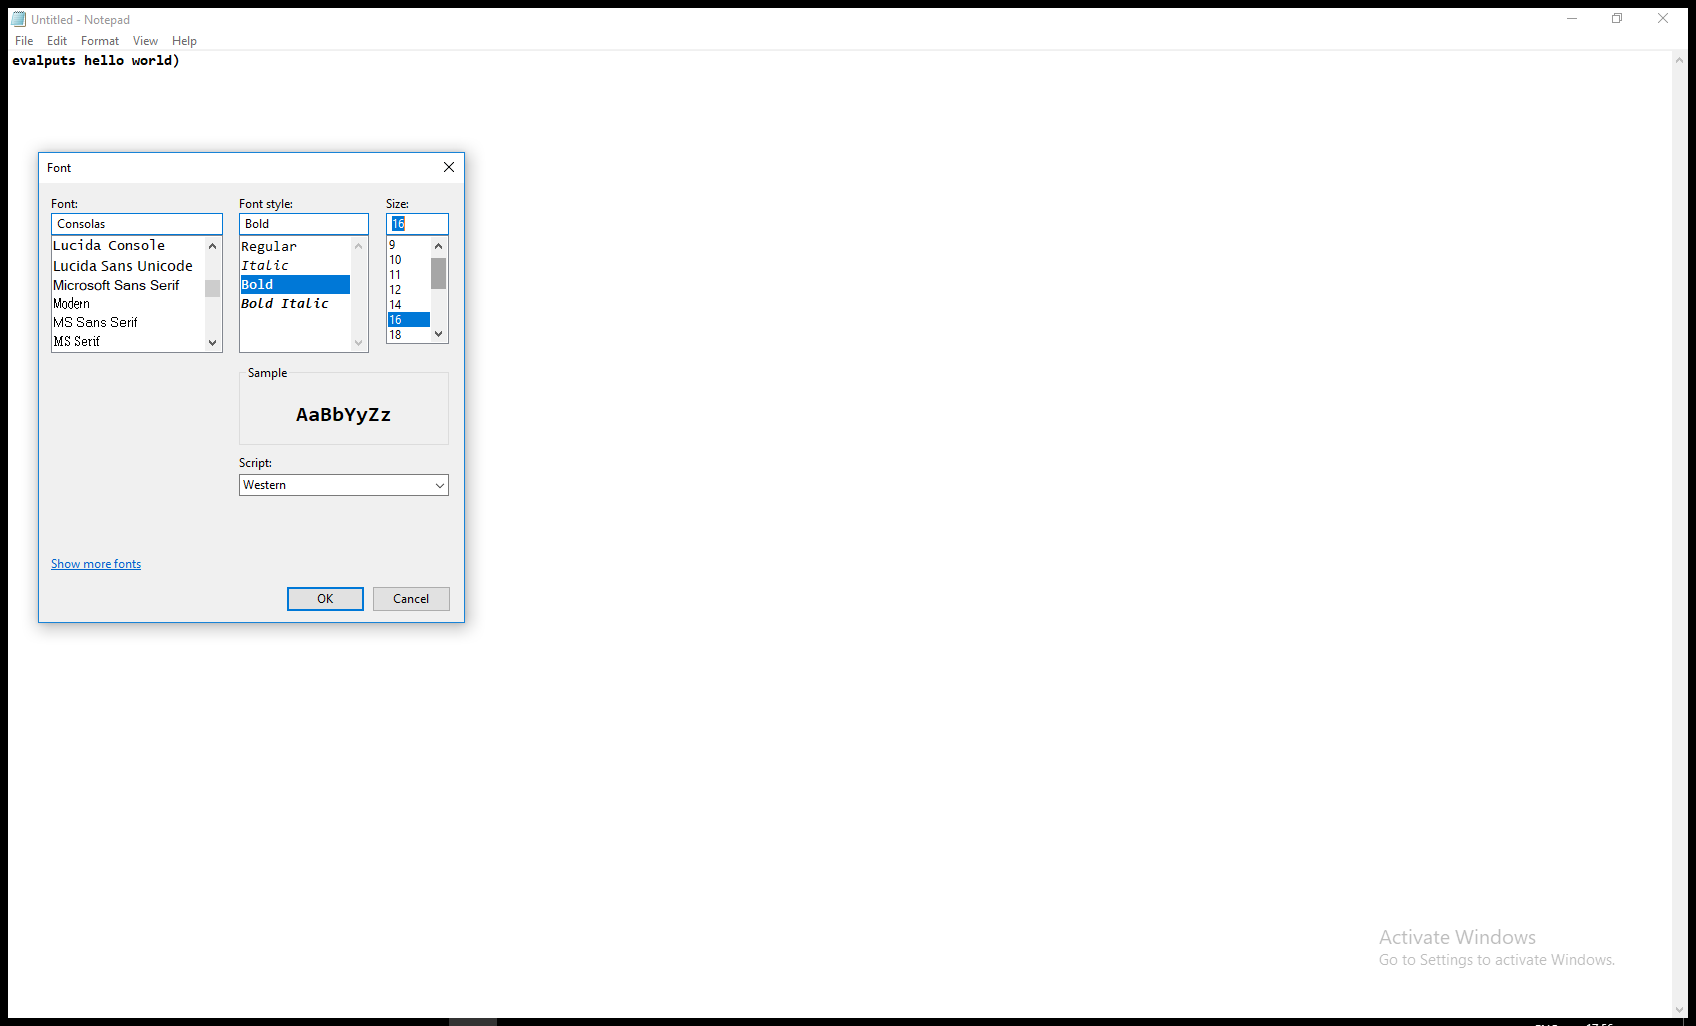 Untitled - Notepad
File Edit Format View Help
evalputs hello world)
Font
Font:
Consolas
Lucida Console
Lucida Sans Unicode
Microsoft Sans Serif
Modern
MS Sans Serif
MS Serif
Font style:
Bold
Regular
Italic
Bold
Bold Italic
Size:
16
9
10
11
12
14
16
18
Sample
AaBbYyZz
Script:
Western
Show more fonts
OK
Cancel
Activate Windows
Go to Settings to activate Windows.